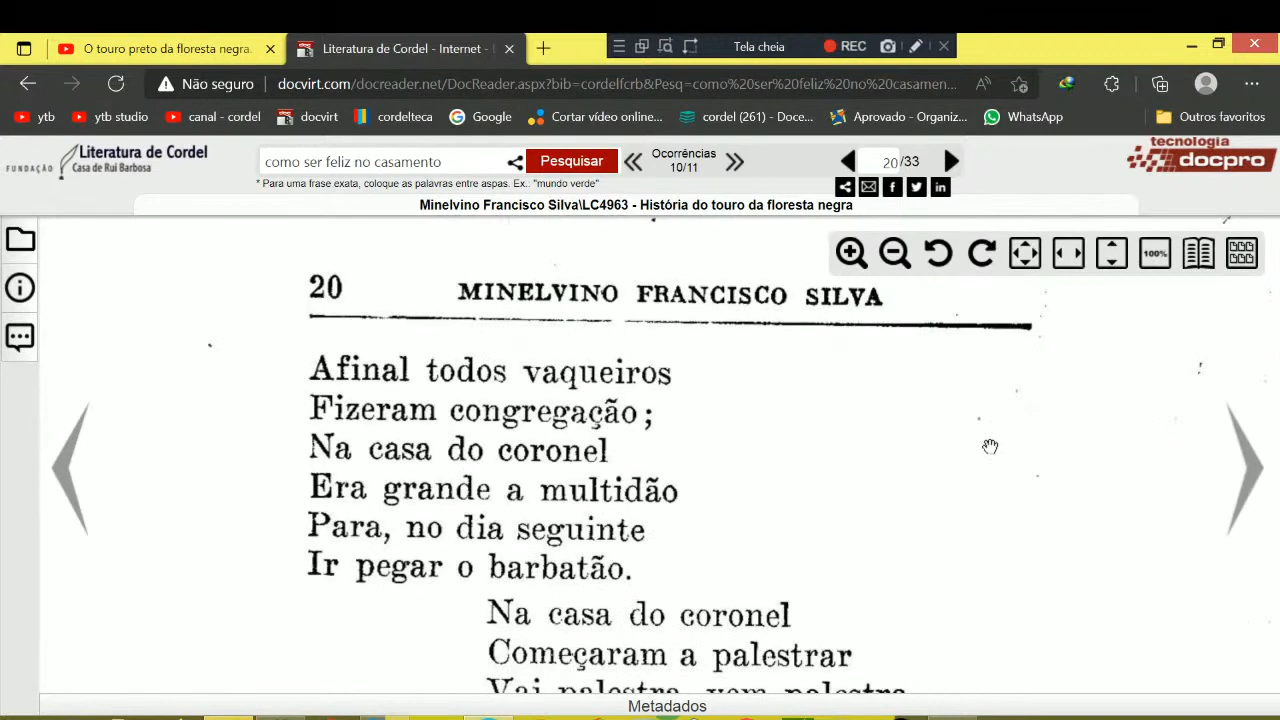 O touro preto da floresta negra.
Literatura de Cordel - Internet -
Tela cheia
REC
Não seguro
docvirt.com/docreader.net/DocReader.aspx?bib=cordelfcrb&Pesq=como%20ser%20feliz%20no%20casamen...
ytb
ytb studio
canal - cordel
docvirt
cordelteca
Google
Cortar vídeo online...
cordel (261) - Doce...
Aprovado - Organiz...
WhatsApp
Outros favoritos
FUNDAÇÃO
Literatura de Cordel
Casa de Rui Barbosa
como ser feliz no casamento
Pesquisar
Ocorrências
10/11
20 /33
tecnologia
docpro
* Para uma frase exata, coloque as palavras entre aspas. Ex.: "mundo verde"
Minelvino Francisco Silva\LC4963 - História do touro da floresta negra
100%
20 MINELVINO FRANCISCO SILVA
Afinal todos vaqueiros
Fizeram congregação;
Na casa do coronel
Era grande a multidão
Para, no dia seguinte
Ir pegar o barbatão.
Na casa do coronel
Começaram a palestrar
Vai palestra, vem palestra
Metadados